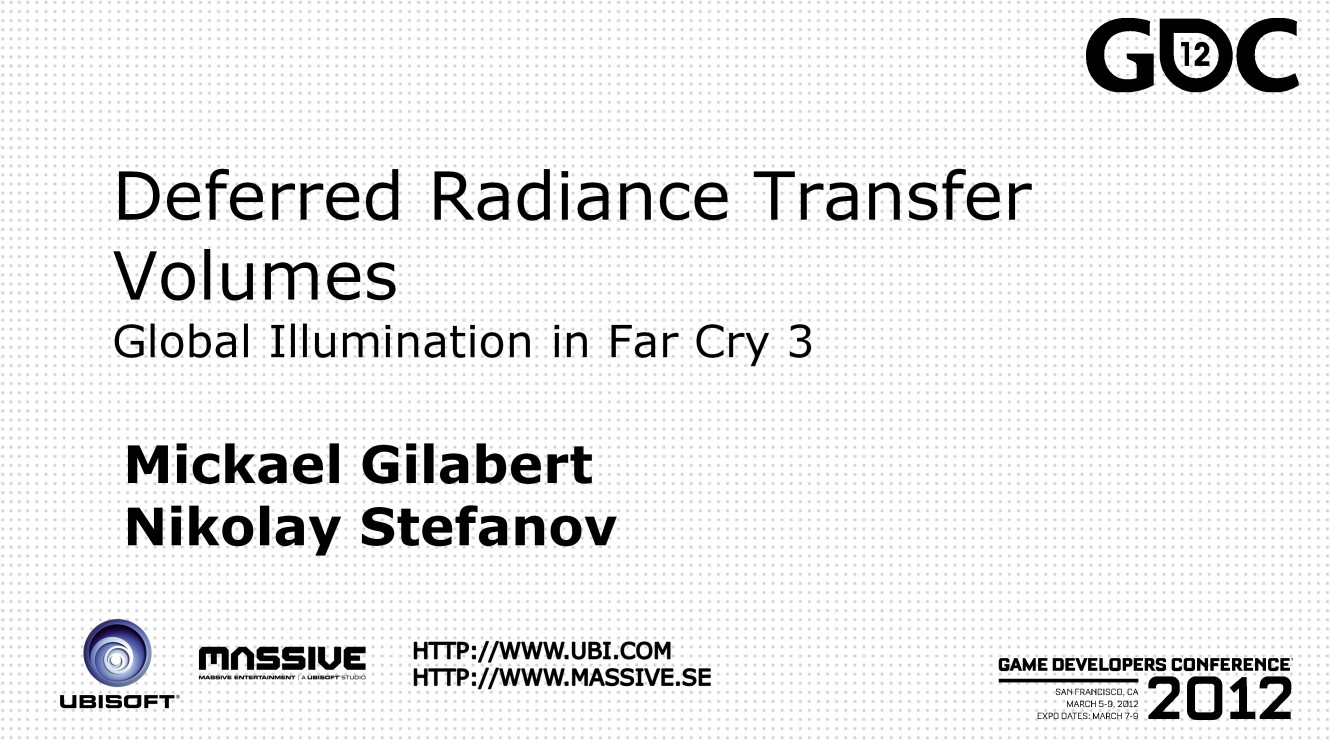 GDC
12
Deferred Radiance Transfer
Volumes
Global Illumination in Far Cry 3
Mickael Gilabert
Nikolay Stefanov
UBISOFT®
MASSIVE
MASSIVE ENTERTAINMENT | A UBISOFT STUDIO
HTTP://WWW.UBI.COM
HTTP://WWW.MASSIVE.SE
GAME DEVELOPERS CONFERENCE
SAN FRANCISCO, CA
MARCH 5-9, 2012
EXPO DATES: MARCH 7-9
2012